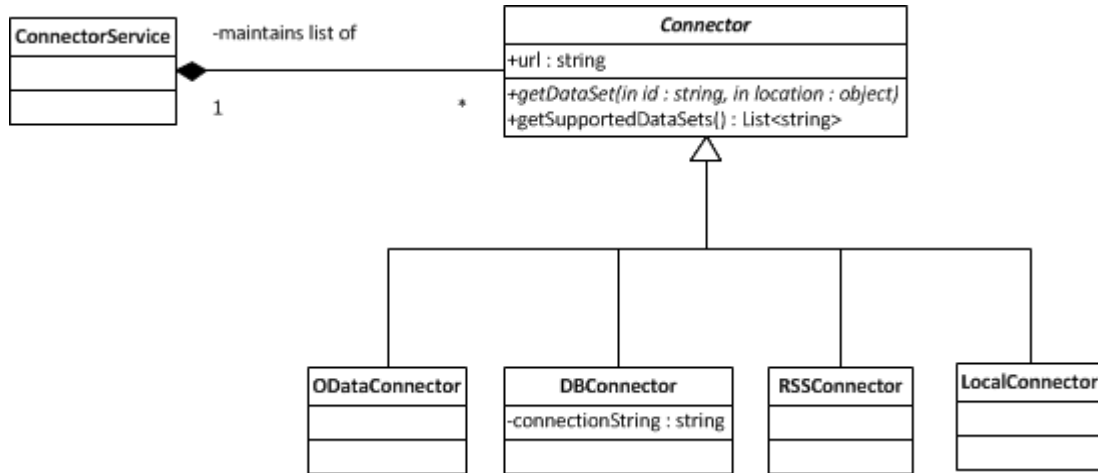 ConnectorService
-maintains list of
1
*
Connector
+url : string
+getDataSet(in id : string, in location : object)
+getSupportedDataSets() : List<string>
ODataConnector
DBConnector
-connectionString : string
RSSConnector
LocalConnector